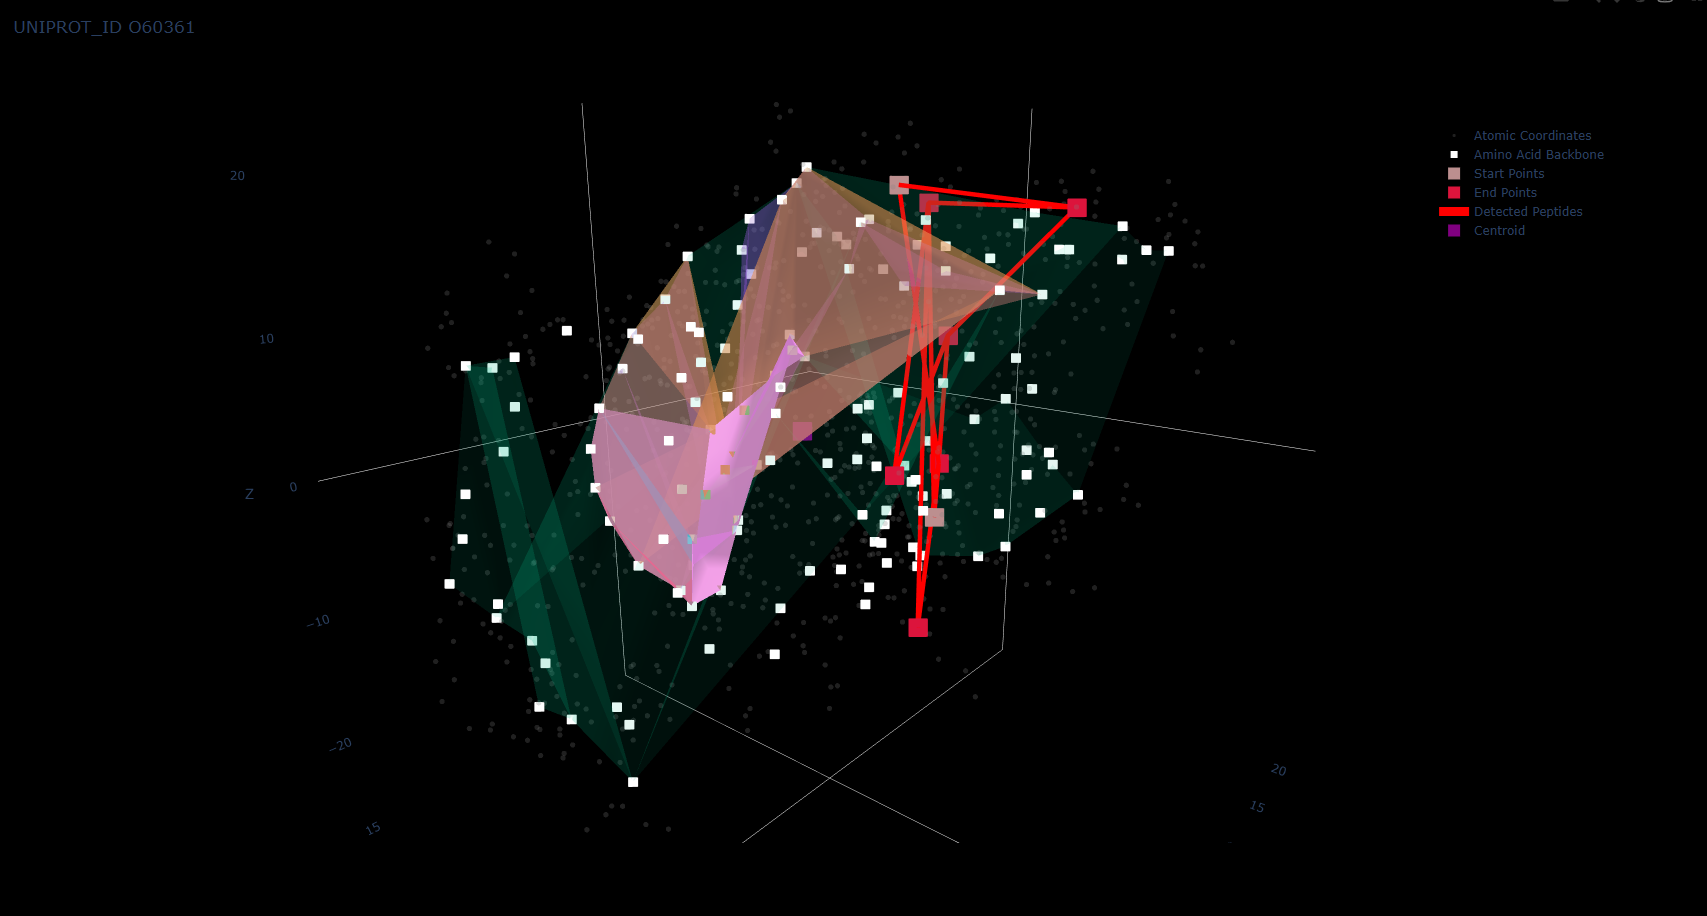 UNIPROT_ID O60361
Atomic Coordinates
Amino Acid Backbone
Start Points
End Points
Detected Peptides
Centroid
20
10
Z
0
−10
−20
15
20
15